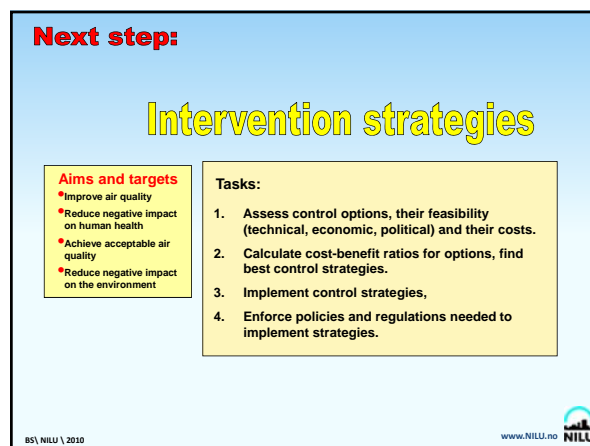 Next step:
Intervention strategies
Aims and targets
•Improve air quality
•Reduce negative impact
on human health
•Achieve acceptable air
quality
•Reduce negative impact
on the environment
Tasks:
1. Assess control options, their feasibility
(technical, economic, political) and their costs.
2. Calculate cost-benefit ratios for options, find
best control strategies.
3. Implement control strategies,
4. Enforce policies and regulations needed to
implement strategies.
BS\ NILU \ 2010
www.NILU.no
NILU